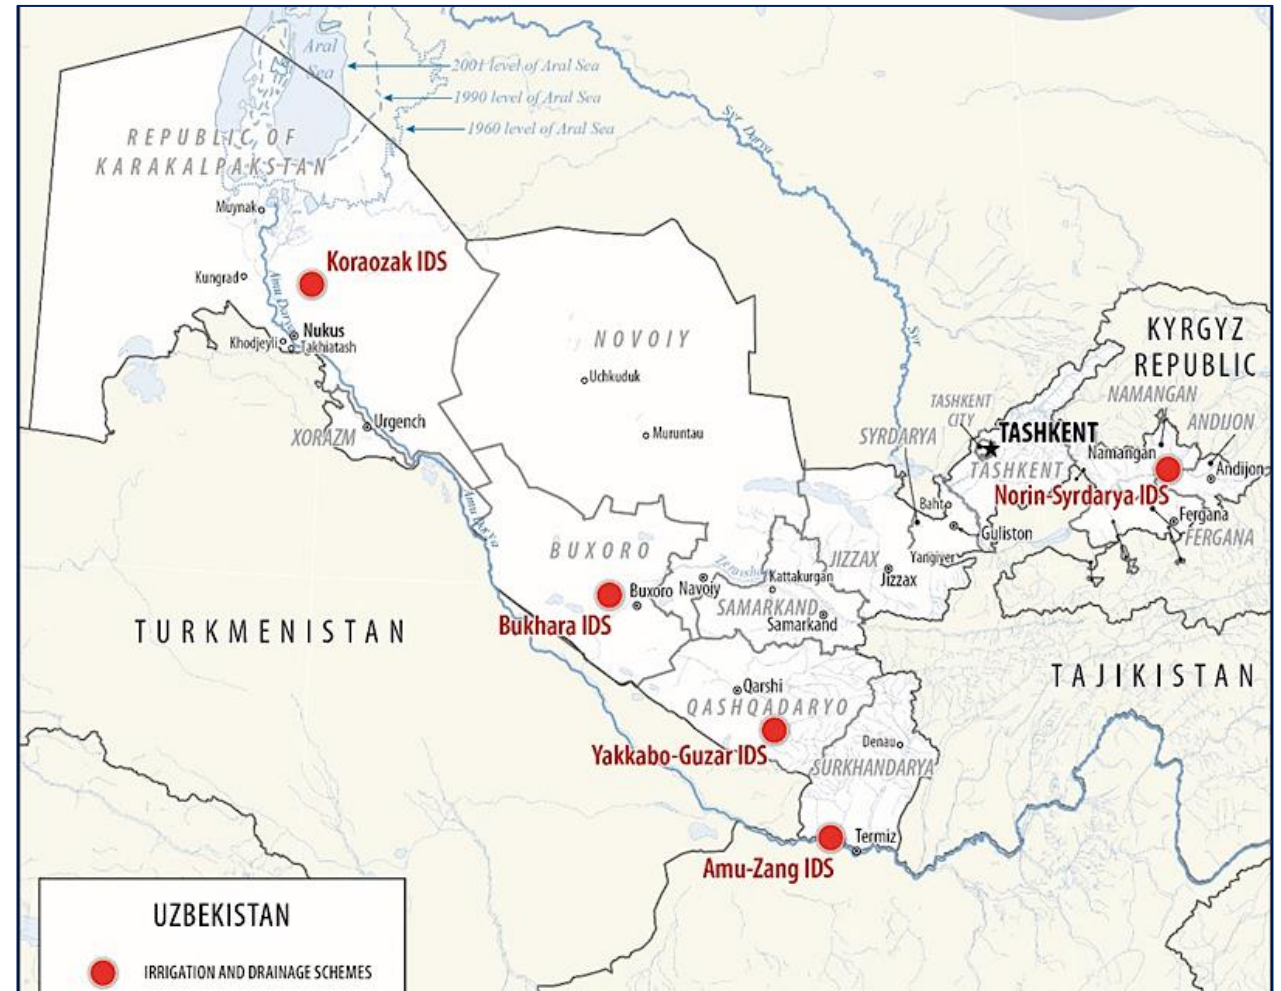 Aral
Sea
2001 level of Aral Sea
1990 level of Aral Sea
1960 level of Aral Sea
Syr Darya
REPUBLIC OF
KARAKALPAKSTAN
Muynak
Koraozak IDS
Kungrad
Amu Darya
Nukus
Khodjeyli
Takhiatash
NOVOIY
Syr
KYRGYZ
REPUBLIC
Uchkuduk
NAMANGAN
TASHKENT
CITY
ANDIJON
Urgench
XORAZM
Muruntau
SYRDARYA
TASHKENT
Namangan
TASHKENT
Andijon
Norin-Syrdarya IDS
Amu Darya
Baht
Fergana
Guliston
FERGANA
BUXORO
Zeravshan
JIZZAX
Yangiyer
Kattakurgan
Jizzax
Buxoro
Navoiy
SAMARKAND
Bukhara IDS
Samarkand
TURKMENISTAN
TAJIKISTAN
Qarshi
QASHQADARYO
Denau
Yakkabo-Guzar IDS
SURKHANDARYA
Termiz
Amu-Zang IDS
UZBEKISTAN
IRRIGATION AND DRAINAGE SCHEMES